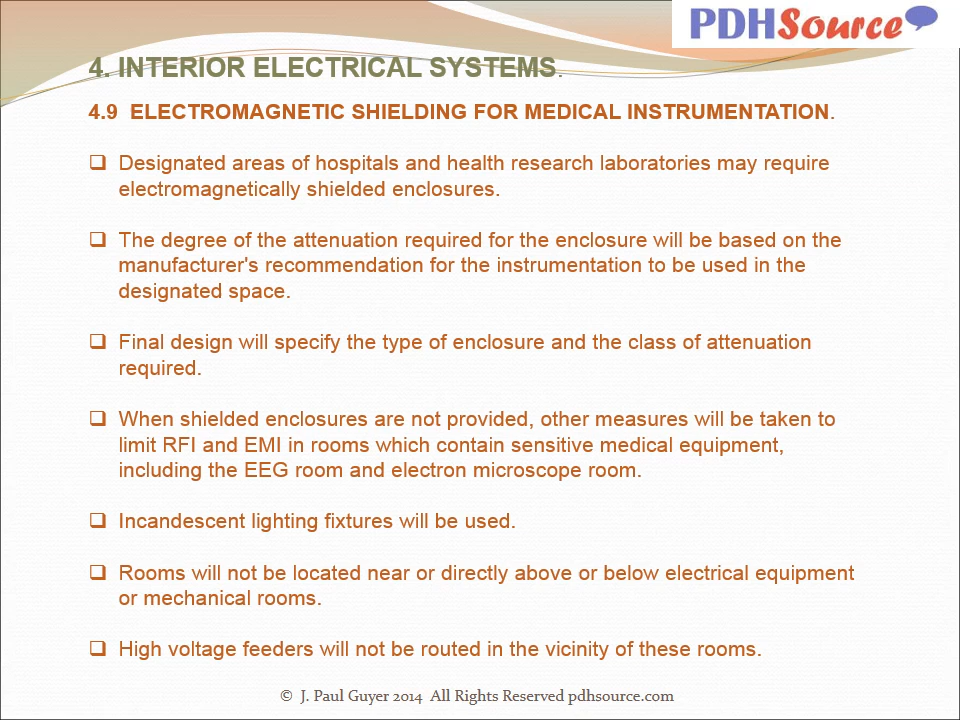 PDHSource
4. INTERIOR ELECTRICAL SYSTEMS.
4.9 ELECTROMAGNETIC SHIELDING FOR MEDICAL INSTRUMENTATION.
❑ Designated areas of hospitals and health research laboratories may require
electromagnetically shielded enclosures.
❑ The degree of the attenuation required for the enclosure will be based on the
manufacturer's recommendation for the instrumentation to be used in the
designated space.
❑ Final design will specify the type of enclosure and the class of attenuation
required.
❑ When shielded enclosures are not provided, other measures will be taken to
limit RFI and EMI in rooms which contain sensitive medical equipment,
including the EEG room and electron microscope room.
❑ Incandescent lighting fixtures will be used.
❑ Rooms will not be located near or directly above or below electrical equipment
or mechanical rooms.
❑ High voltage feeders will not be routed in the vicinity of these rooms.
© J. Paul Guyer 2014 All Rights Reserved pdhsource.com